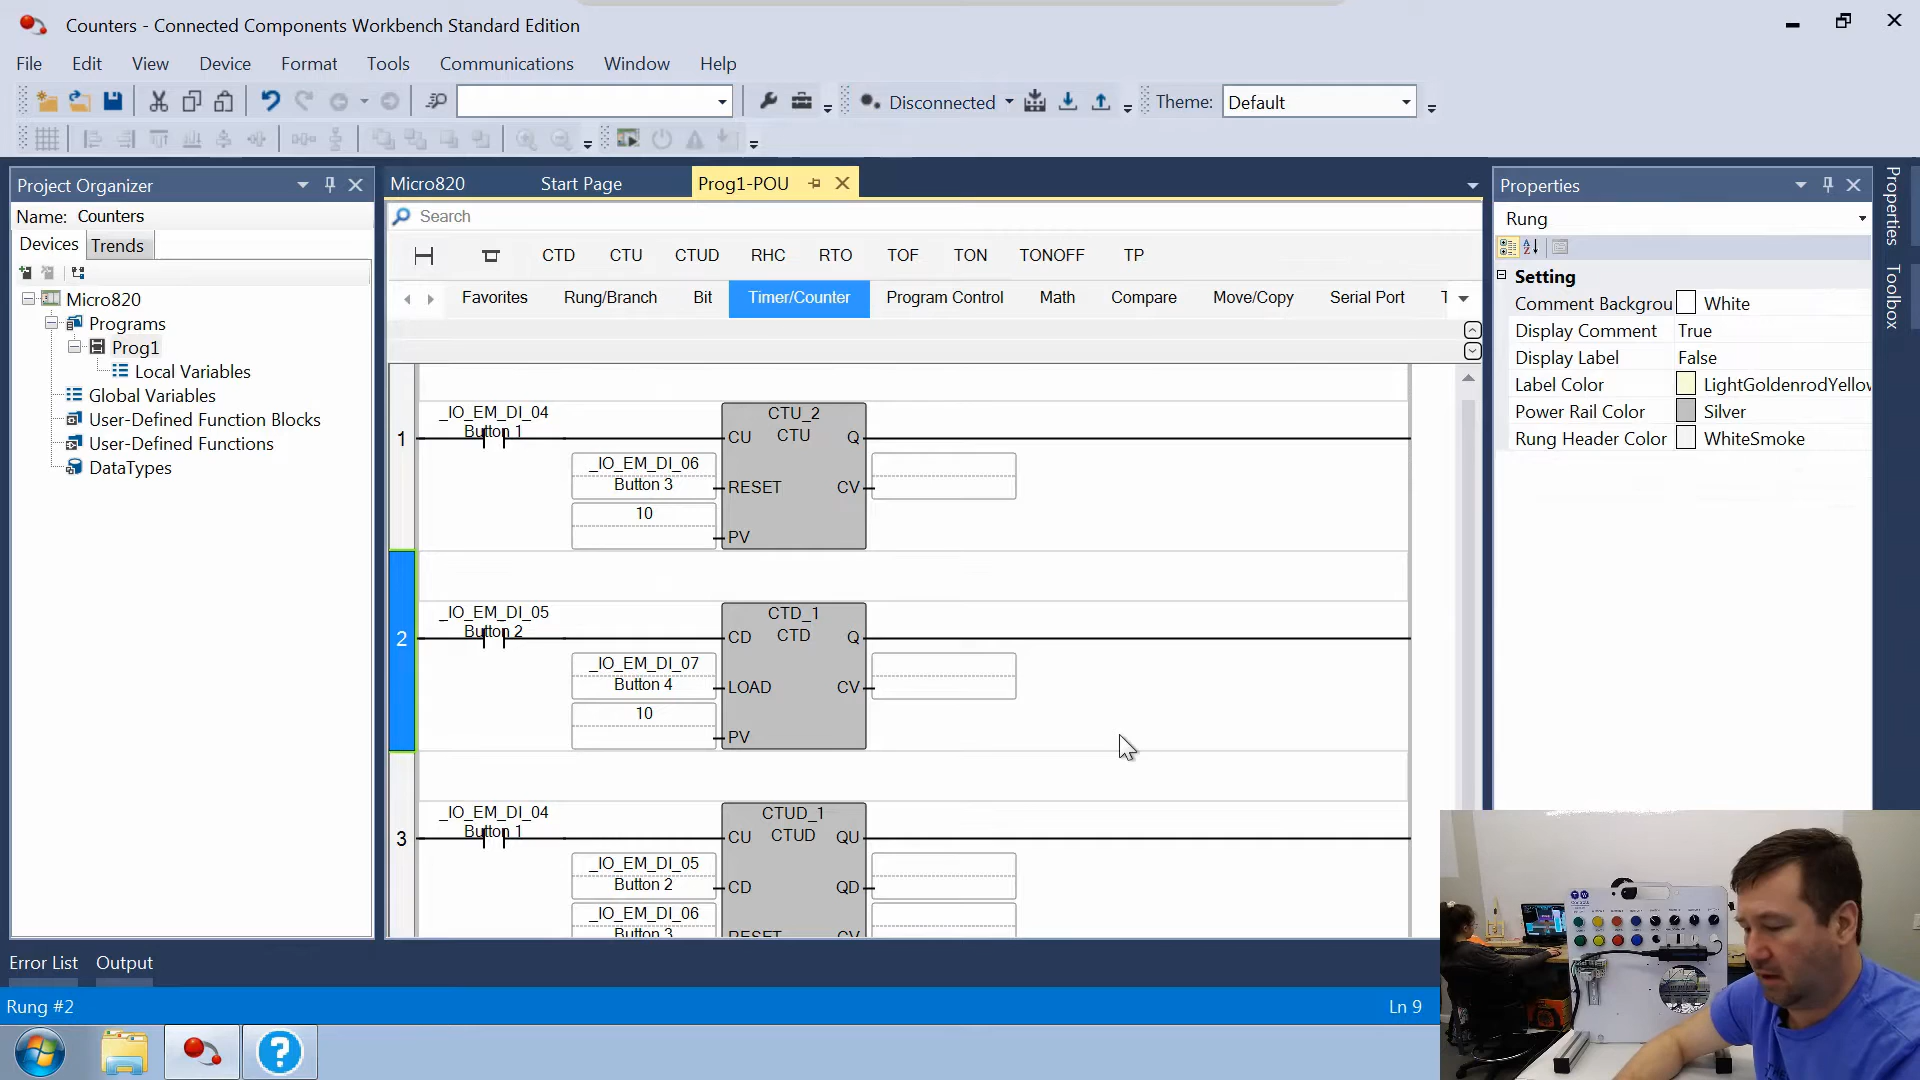 Counters - Connected Components Workbench Standard Edition
File Edit View Device Format Tools Communications Window Help
Disconnected Theme: Default
Project Organizer
Name: Counters
Devices Trends
Micro820
Programs
Prog1
Local Variables
Global Variables
User-Defined Function Blocks
User-Defined Functions
DataTypes
Micro820 Start Page Prog1-POU
Search
CTD CTU CTUD RHC RTO TOF TON TONOFF TP
Favorites Rung/Branch Bit Timer/Counter Program Control Math Compare Move/Copy Serial Port T
1
_IO_EM_DI_04
Button 1
CTU_2
CTU
CU Q
_IO_EM_DI_06
Button 3
RESET CV
10
PV
2
_IO_EM_DI_05
Button 2
CTD_1
CTD
CD Q
_IO_EM_DI_07
Button 4
LOAD CV
10
PV
3
_IO_EM_DI_04
Button 1
CTUD_1
CTUD
CU QU
_IO_EM_DI_05
Button 2
CD QD
_IO_EM_DI_06
Button 3
RESET CV
Properties
Rung
Setting
Comment Backgrou White
Display Comment True
Display Label False
Label Color LightGoldenrodYellow
Power Rail Color Silver
Rung Header Color WhiteSmoke
Properties
Toolbox
Error List Output
Rung #2 Ln 9